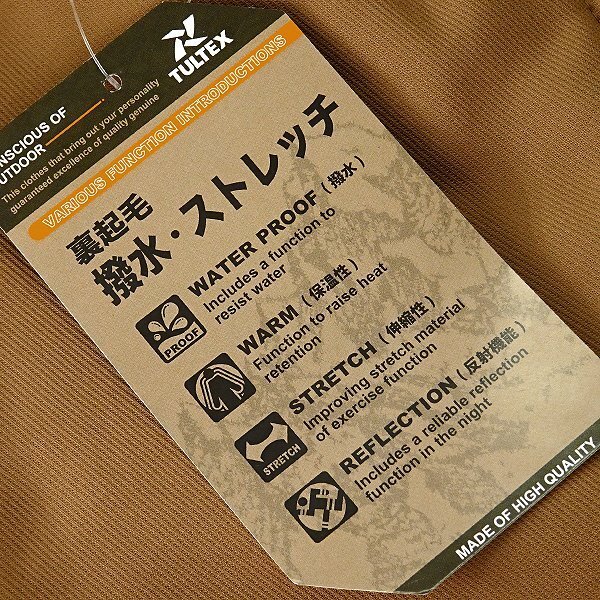 TULTEX
NSCIOUS OF
UTDOOR
This clothes that bring out your personality
guaranteed excellence of quality genuine
VARIOUS FUNCTION INTRODUCTIONS
裏起毛
撥水・ストレッチ
WATER PROOF(撥水)
Includes a function to
resist water
PROOF
WARM(保温性)
Function to raise heat
retention
STRETCH(伸縮性)
Improving stretch material
of exercise function
STRETCH
REFLECTION(反射機能)
Includes a reliable reflection
function in the night
MADE OF HIGH QUALITY